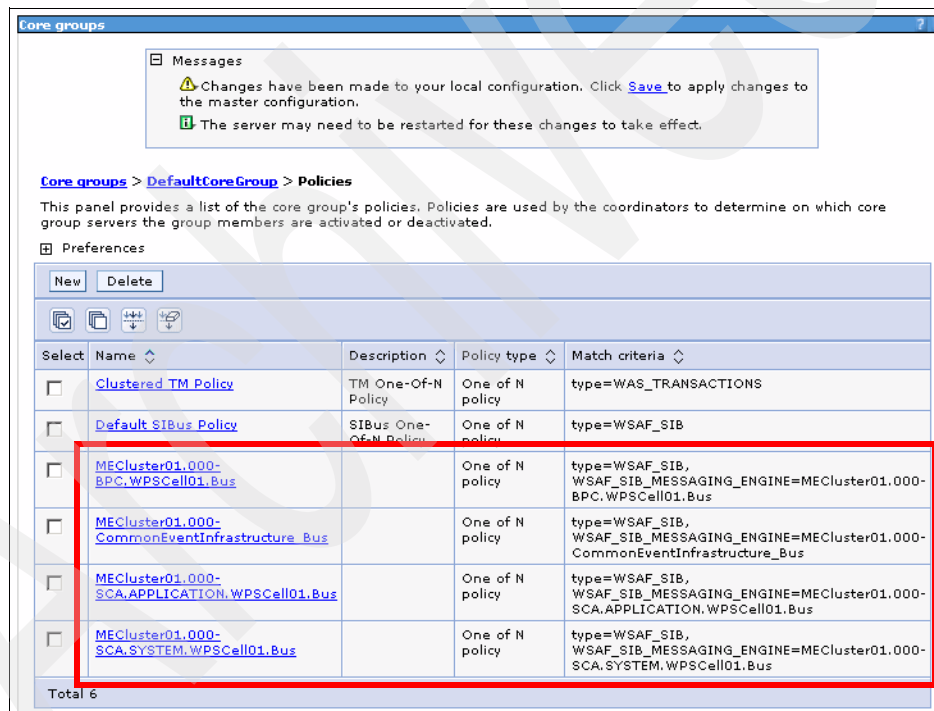 Core groups ?
Messages
Changes have been made to your local configuration. Click Save to apply changes to
the master configuration.
The server may need to be restarted for these changes to take effect.
Core groups > DefaultCoreGroup > Policies
This panel provides a list of the core group's policies. Policies are used by the coordinators to determine on which core
group servers the group members are activated or deactivated.
Preferences
New Delete
Select Name Description Policy type Match criteria
Clustered TM Policy TM One-Of-N One of N type=WAS_TRANSACTIONS
Policy policy
Default SIBus Policy SIBus One- One of N type=WSAF_SIB
Of-N Policy policy
MECluster01.000- One of N type=WSAF_SIB,
BPC.WPSCell01.Bus policy WSAF_SIB_MESSAGING_ENGINE=MECluster01.000-
BPC.WPSCell01.Bus
MECluster01.000- One of N type=WSAF_SIB,
CommonEventInfrastructure_Bus policy WSAF_SIB_MESSAGING_ENGINE=MECluster01.000-
CommonEventInfrastructure_Bus
MECluster01.000- One of N type=WSAF_SIB,
SCA.APPLICATION.WPSCell01.Bus policy WSAF_SIB_MESSAGING_ENGINE=MECluster01.000-
SCA.APPLICATION.WPSCell01.Bus
MECluster01.000- One of N type=WSAF_SIB,
SCA.SYSTEM.WPSCell01.Bus policy WSAF_SIB_MESSAGING_ENGINE=MECluster01.000-
SCA.SYSTEM.WPSCell01.Bus
Total 6